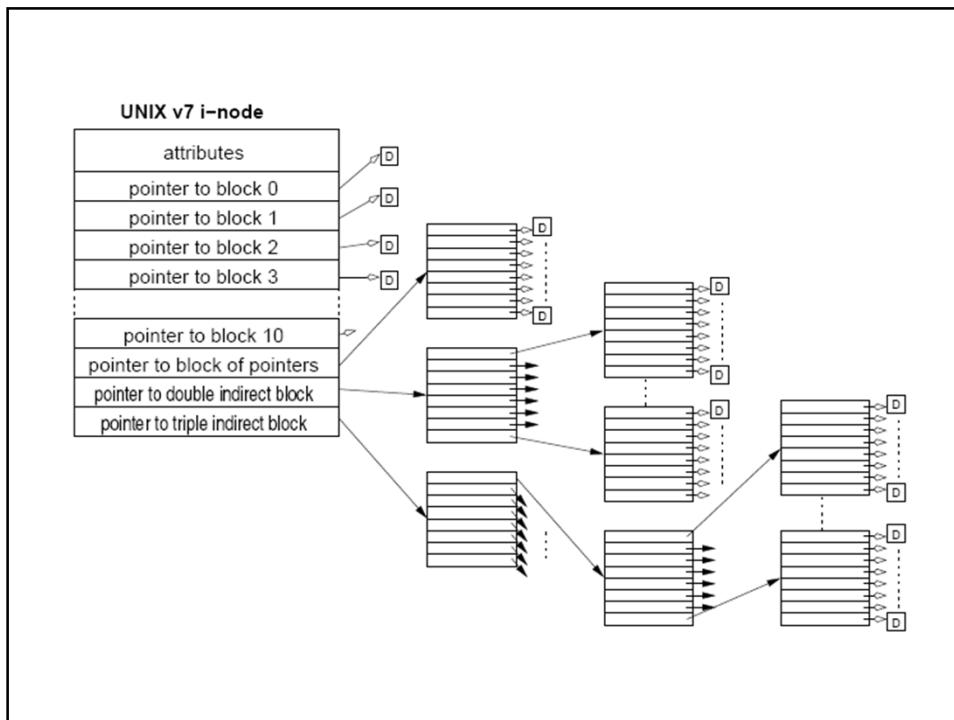 UNIX v7 i-node
attributes
pointer to block 0
pointer to block 1
pointer to block 2
pointer to block 3
pointer to block 10
pointer to block of pointers
pointer to double indirect block
pointer to triple indirect block
D
D
D
D
D
D
D
D
D
D
D
D
D